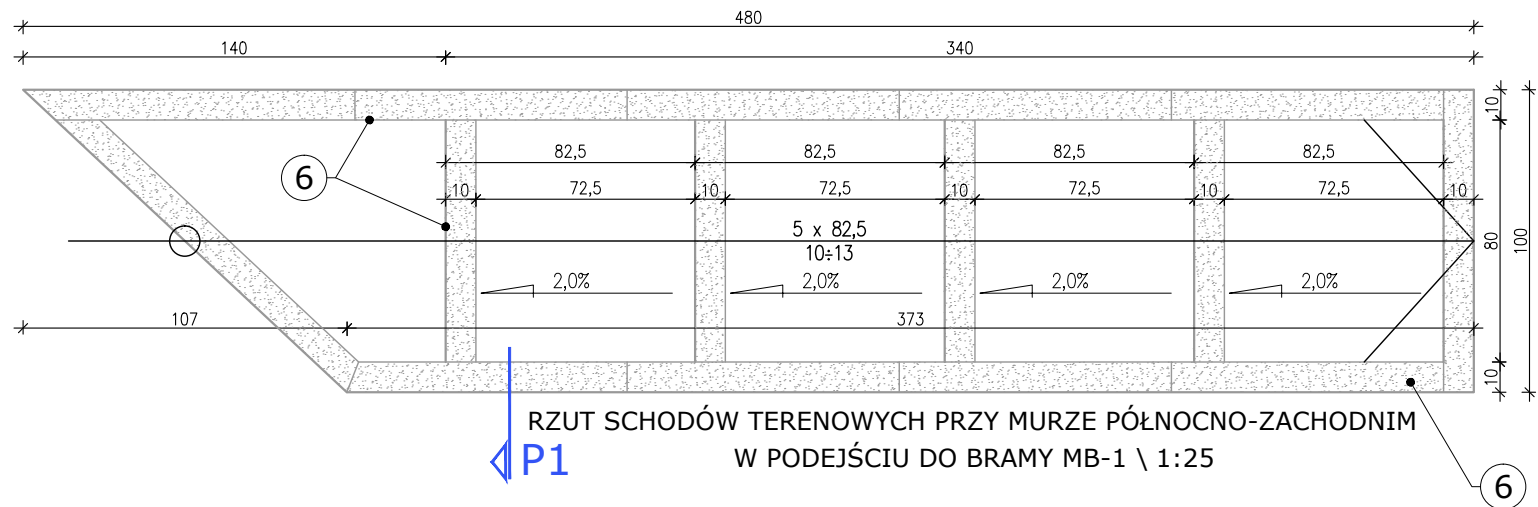 480
140 340
10
82,5 82,5 82,5 82,5
6
10 72,5 10 72,5 10 72,5 10 72,5 10
5 x 82,5
10÷13
80
100
2,0% 2,0% 2,0% 2,0%
107 373
10
RZUT SCHODÓW TERENOWYCH PRZY MURZE PÓŁNOCNO-ZACHODNIM
W PODEJŚCIU DO BRAMY MB-1 \ 1:25
P1
6